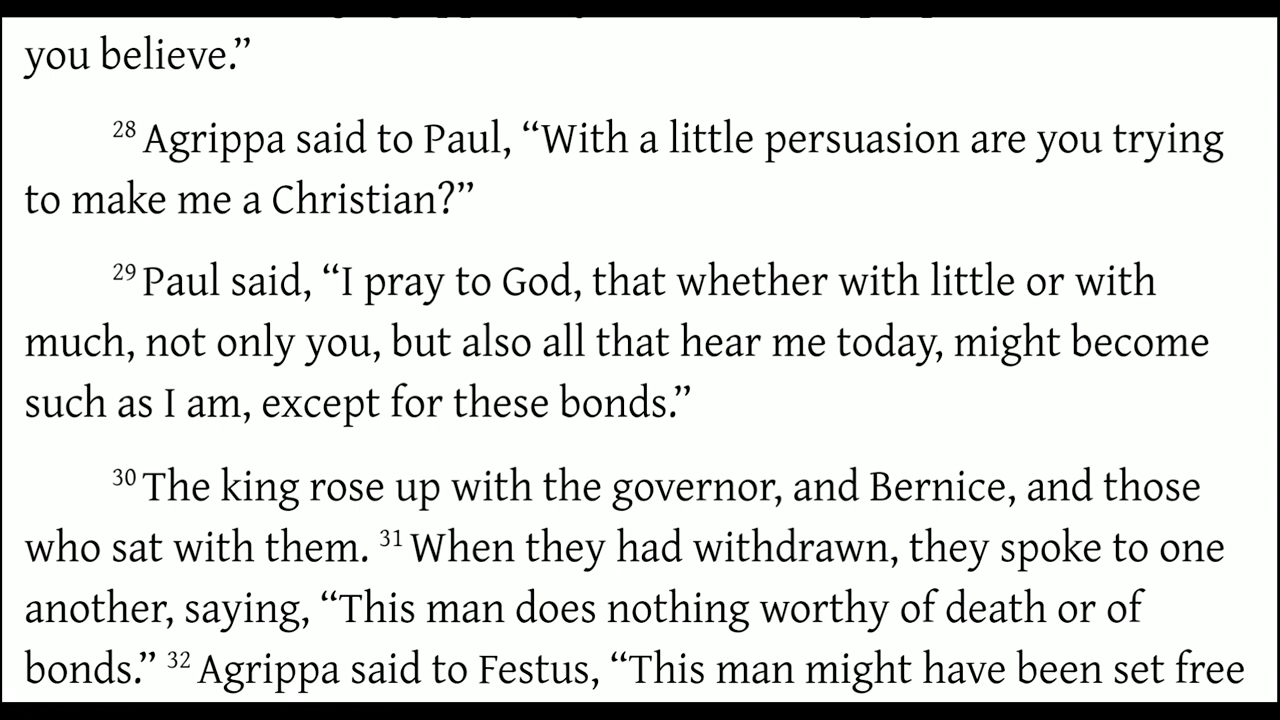 you believe.”
28 Agrippa said to Paul, “With a little persuasion are you trying
to make me a Christian?”
29 Paul said, “I pray to God, that whether with little or with
much, not only you, but also all that hear me today, might become
such as I am, except for these bonds.”
30 The king rose up with the governor, and Bernice, and those
who sat with them. 31 When they had withdrawn, they spoke to one
another, saying, “This man does nothing worthy of death or of
bonds.” 32 Agrippa said to Festus, “This man might have been set free